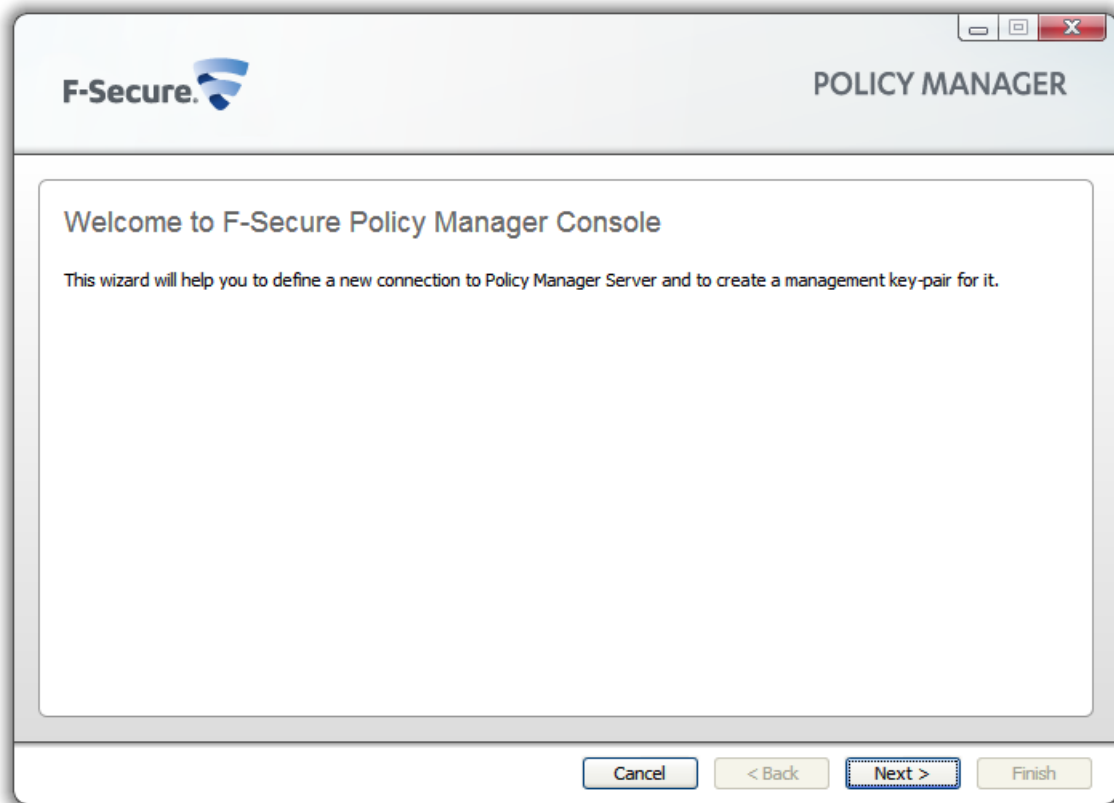 F-Secure.
POLICY MANAGER
Welcome to F-Secure Policy Manager Console
This wizard will help you to define a new connection to Policy Manager Server and to create a management key-pair for it.
Cancel
< Back
Next >
Finish